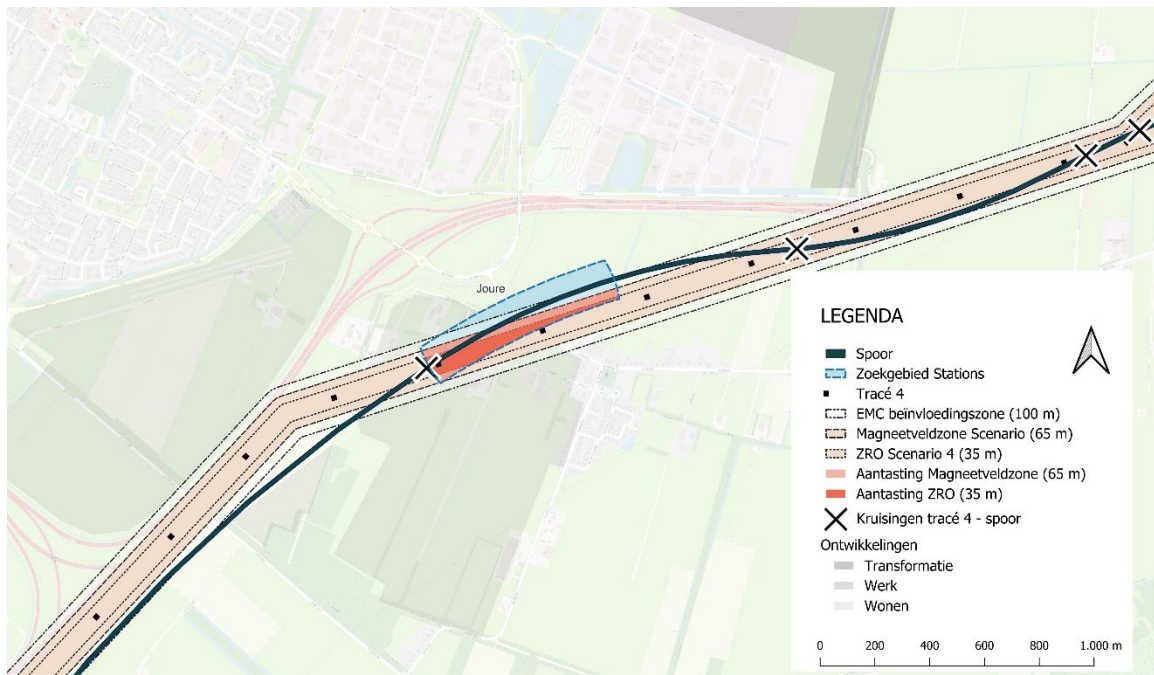 Joure
LEGENDA
Spoor
Zoekgebied Stations
Tracé 4
EMC beïnvloedingszone (100 m)
Magneetveldzone Scenario (65 m)
ZRO Scenario 4 (35 m)
Aantasting Magneetveldzone (65 m)
Aantasting ZRO (35 m)
Kruisingen tracé 4 - spoor
Ontwikkelingen
Transformatie
Werk
Wonen
0 200 400 600 800 1.000 m